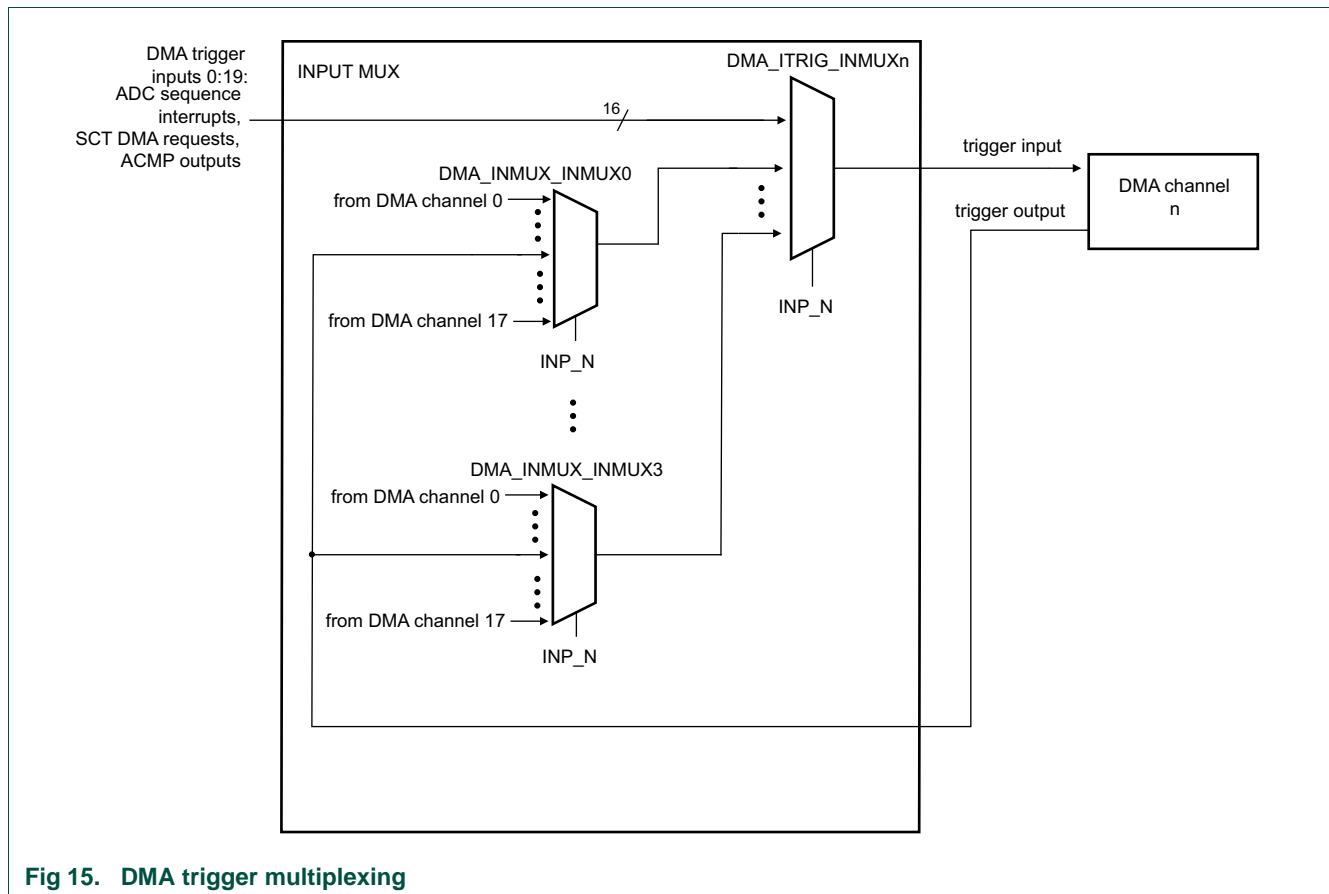 DMA trigger
inputs 0:19:
ADC sequence
interrupts,
SCT DMA requests,
ACMP outputs
INPUT MUX
DMA_ITRIG_INMUXn
16
DMA_INMUX_INMUX0
from DMA channel 0
from DMA channel 17
INP_N
INP_N
trigger input
DMA channel
n
trigger output
DMA_INMUX_INMUX3
from DMA channel 0
from DMA channel 17
INP_N
Fig 15. DMA trigger multiplexing